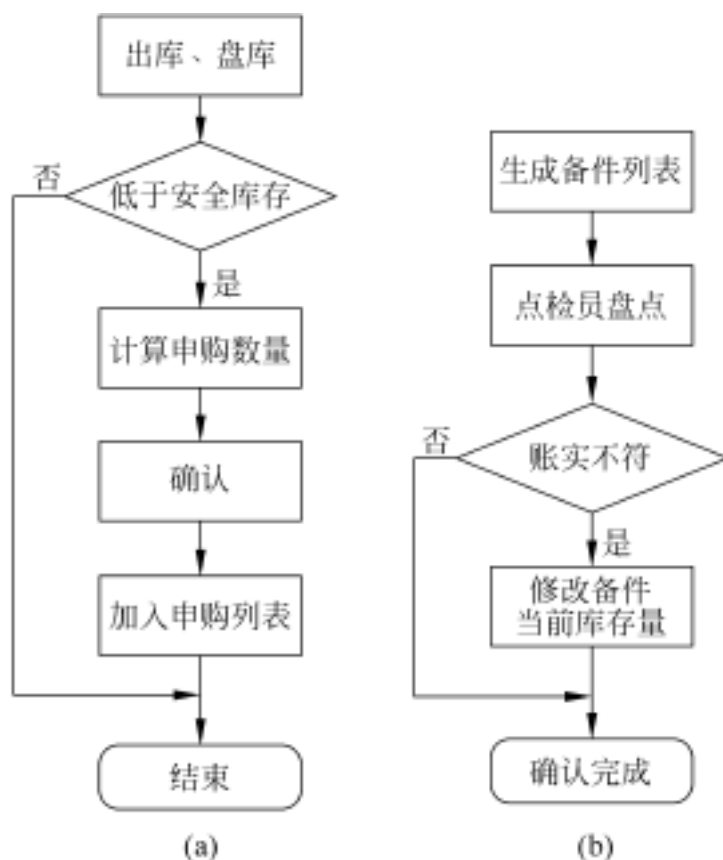 出库、盘库
否
低于安全库存
是
计算申购数量
确认
加入申购列表
结束
(a)
生成备件列表
点检员盘点
否
账实不符
是
修改备件
当前库存量
确认完成
(b)